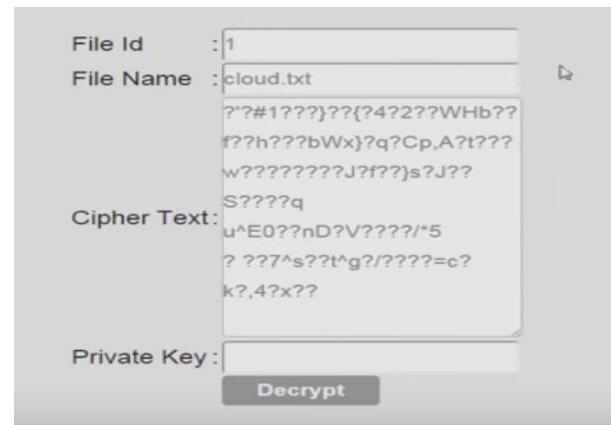 File Id : 1
File Name : cloud.txt
Cipher Text:
?''?#1???}??{?4?2??WHb??
f??h???bWx}?q?Cp,A?t???
w????????J?f??}s?J??
S????q
u^E0??nD?V????/*5
? ??7^s??t^g?/????=c?
k?,4?x??
Private Key :
Decrypt